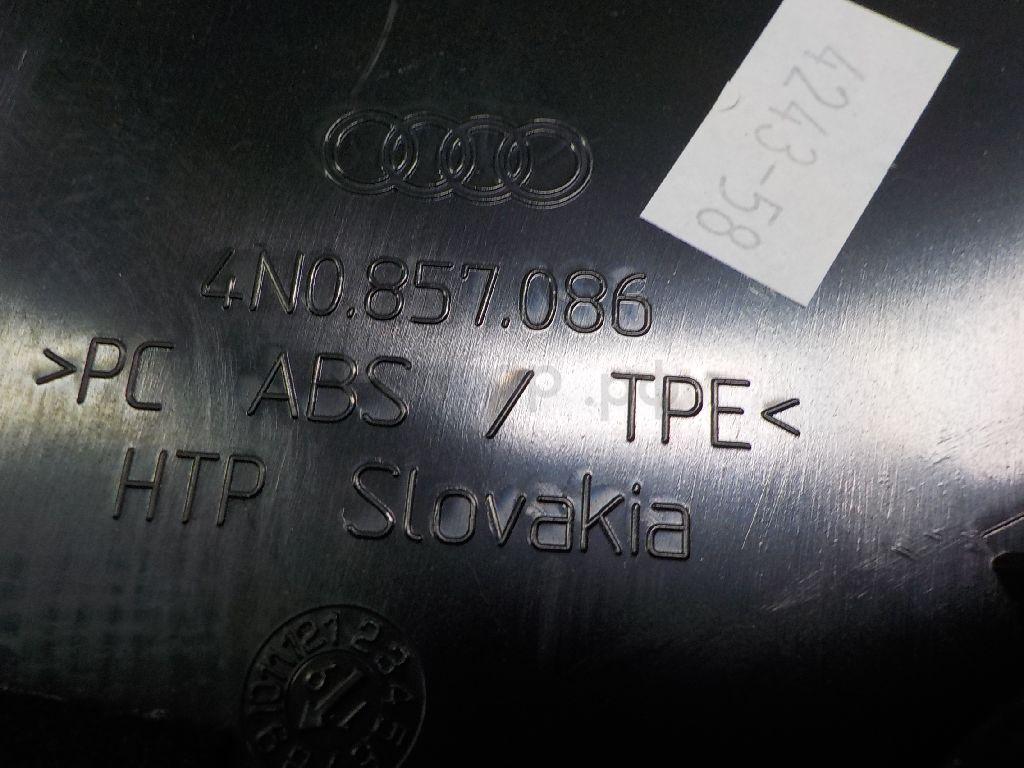 4243-58
4N0.857.086
>PC ABS / TPE<
HTP Slovakia